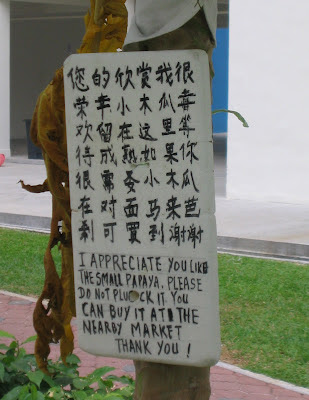 您的欣赏我很
荣幸小木瓜喜
欢留在这里等
待成熟如果你
很需要小木瓜
在对面马来芭
刹可买到谢谢
I APPRECIATE YOU LIKE
THE SMALL PAPAYA. PLEASE
DO NOT PLUCK IT. YOU
CAN BUY IT AT THE
NEARBY MARKET
THANK YOU !